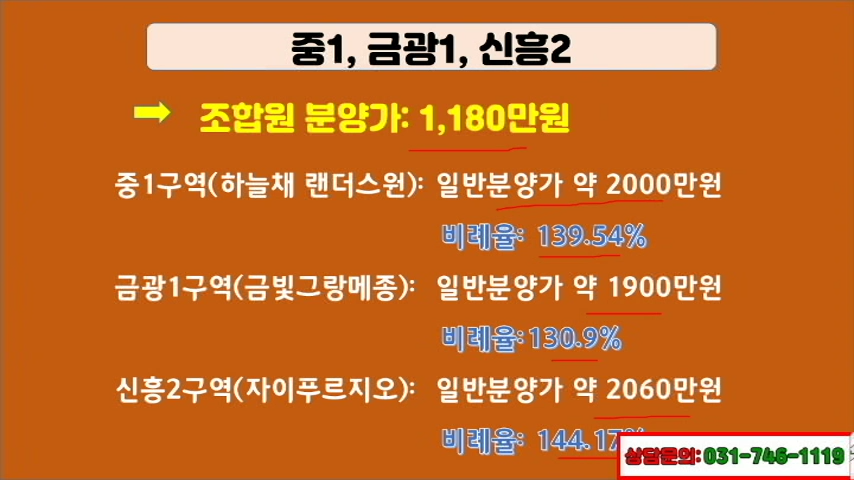 중1, 금광1, 신흥2
조합원 분양가: 1,180만원
중1구역(하늘채 랜더스원): 일반분양가 약 2000만원
비례율: 139.54%
금광1구역(금빛그랑메종): 일반분양가 약 1900만원
비례율: 130.9%
신흥2구역(자이푸르지오): 일반분양가 약 2060만원
비례율: 144.17%
상담문의: 031-746-1119